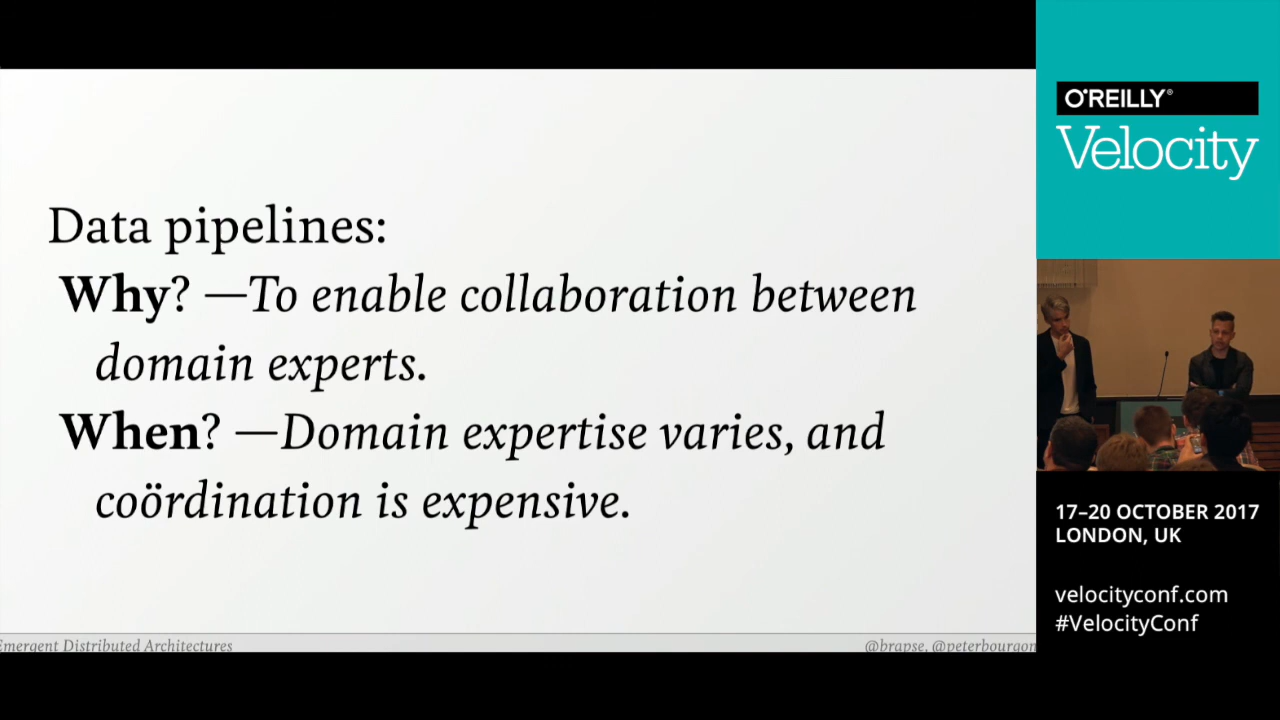 Data pipelines:
Why? —To enable collaboration between
domain experts.
When? —Domain expertise varies, and
coördination is expensive.
Emergent Distributed Architectures
@brapse, @peterbourgon
O'REILLY®
Velocity
17–20 OCTOBER 2017
LONDON, UK
velocityconf.com
#VelocityConf